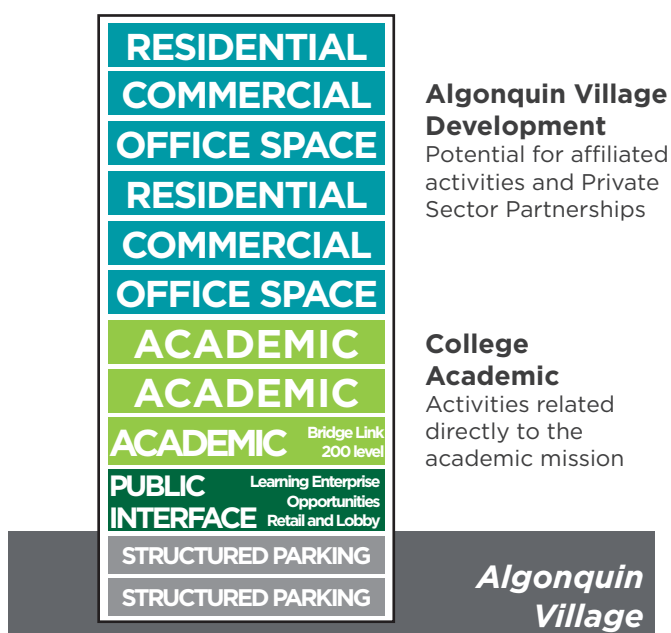 RESIDENTIAL
COMMERCIAL
OFFICE SPACE
RESIDENTIAL
COMMERCIAL
OFFICE SPACE
ACADEMIC
ACADEMIC
ACADEMIC
Bridge Link
200 level
PUBLIC
INTERFACE
Learning Enterprise
Opportunities
Retail and Lobby
STRUCTURED PARKING
STRUCTURED PARKING
Algonquin Village
Development
Potential for affiliated
activities and Private
Sector Partnerships
College
Academic
Activities related
directly to the
academic mission
Algonquin
Village